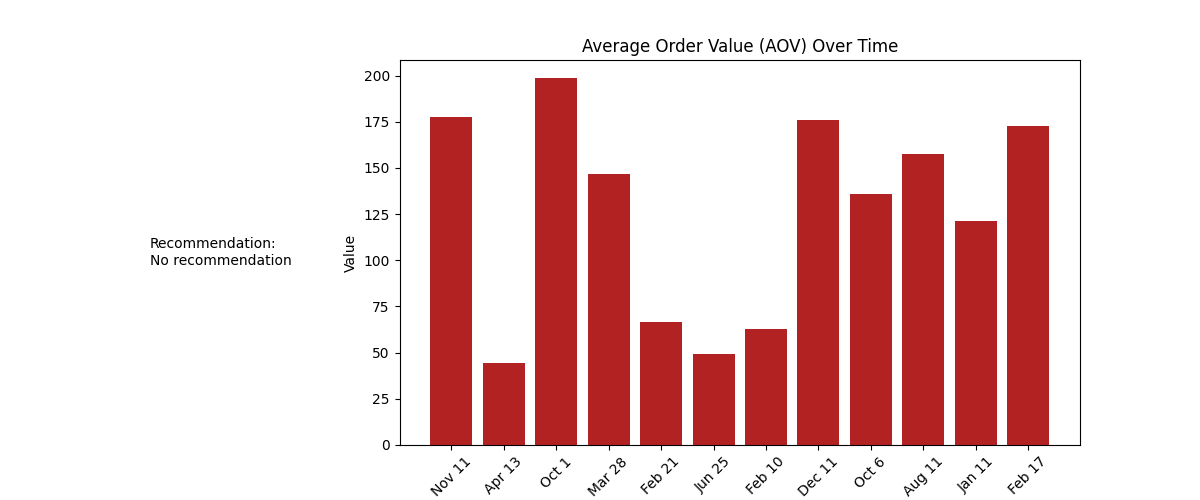 Average Order Value (AOV) Over Time
Recommendation:
No recommendation
Value
200
175
150
125
100
75
50
25
0
Nov 11
Apr 13
Oct 1
Mar 28
Feb 21
Jun 25
Feb 10
Dec 11
Oct 6
Aug 11
Jan 11
Feb 17